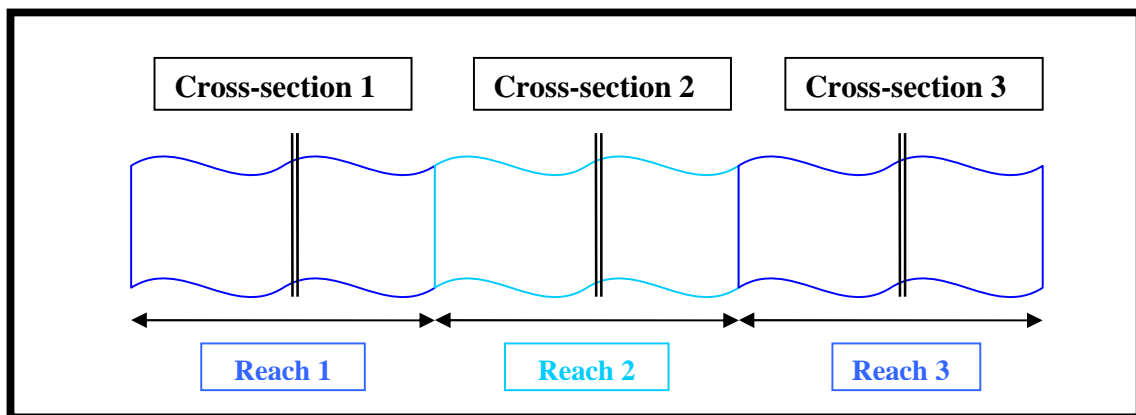 Cross-section 1
Cross-section 2
Cross-section 3
Reach 1
Reach 2
Reach 3